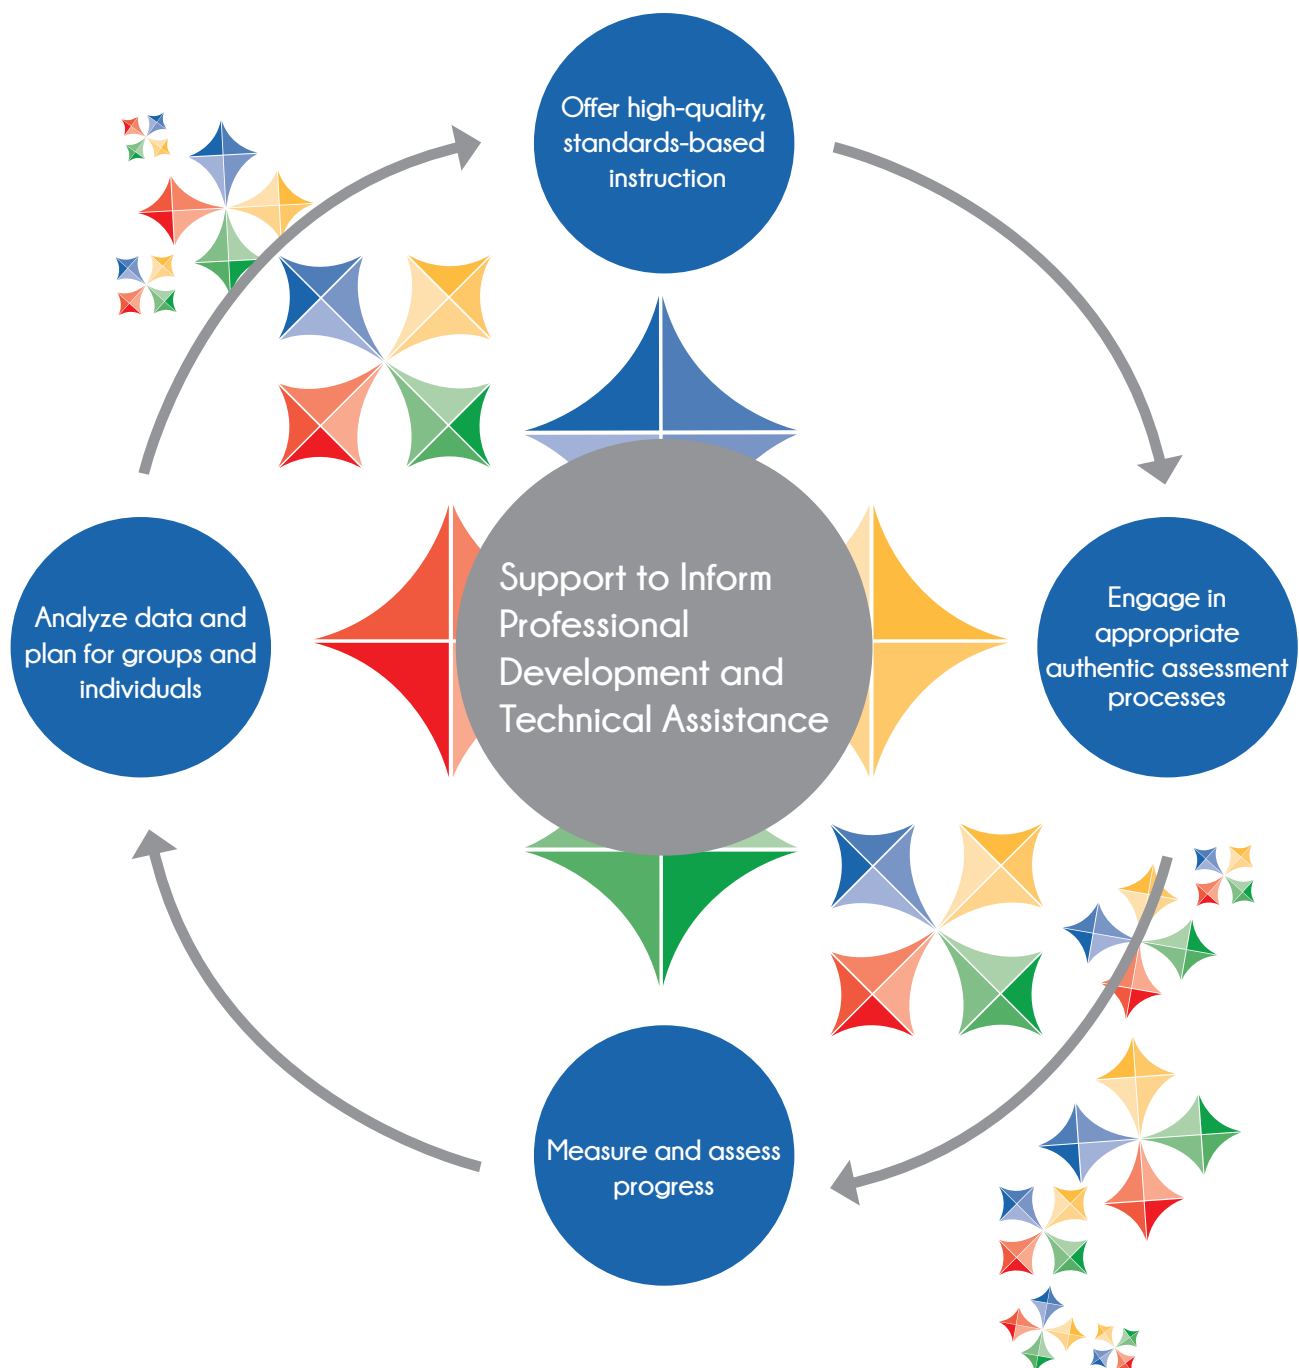 Offer high-quality,
standards-based
instruction
Engage in
appropriate
authentic assessment
processes
Measure and assess
progress
Analyze data and
plan for groups and
individuals
Support to Inform
Professional
Development and
Technical Assistance